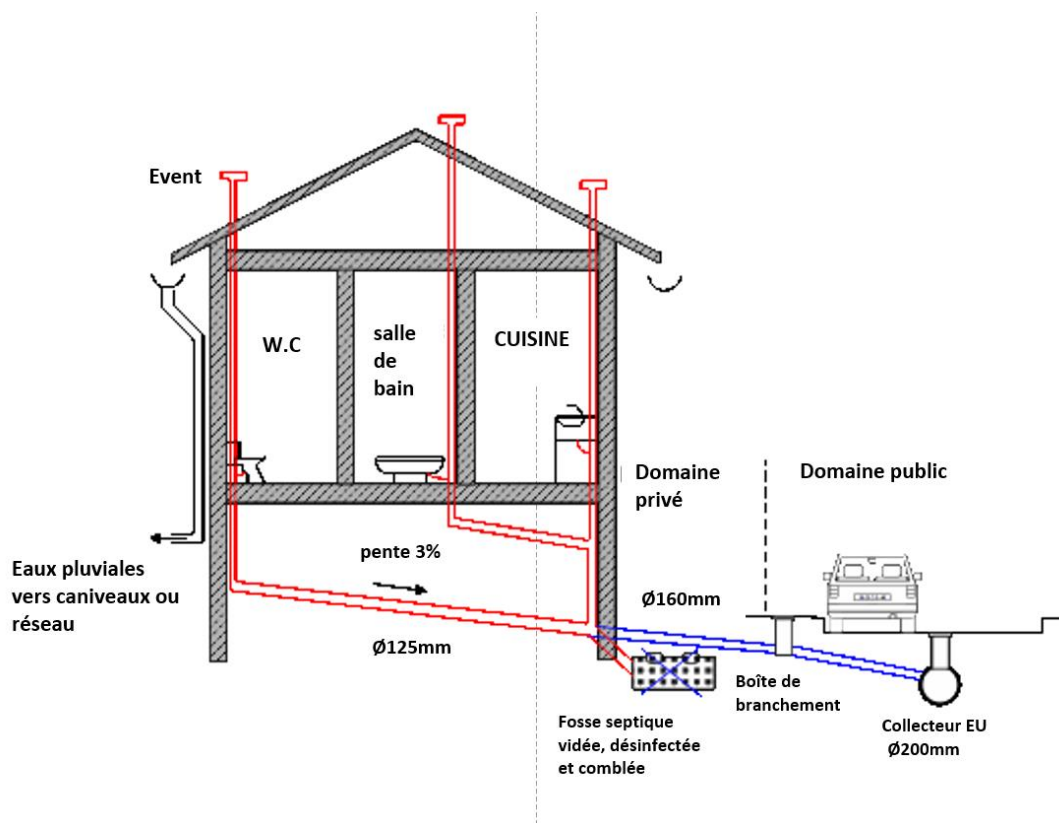 Event
W.C
salle
de
bain
CUISINE
Domaine
privé
Domaine public
Eaux pluviales
vers caniveaux ou
réseau
pente 3%
Ø125mm
Ø160mm
Boîte de
branchement
Fosse septique
vidée, désinfectée
et comblée
Collecteur EU
Ø200mm